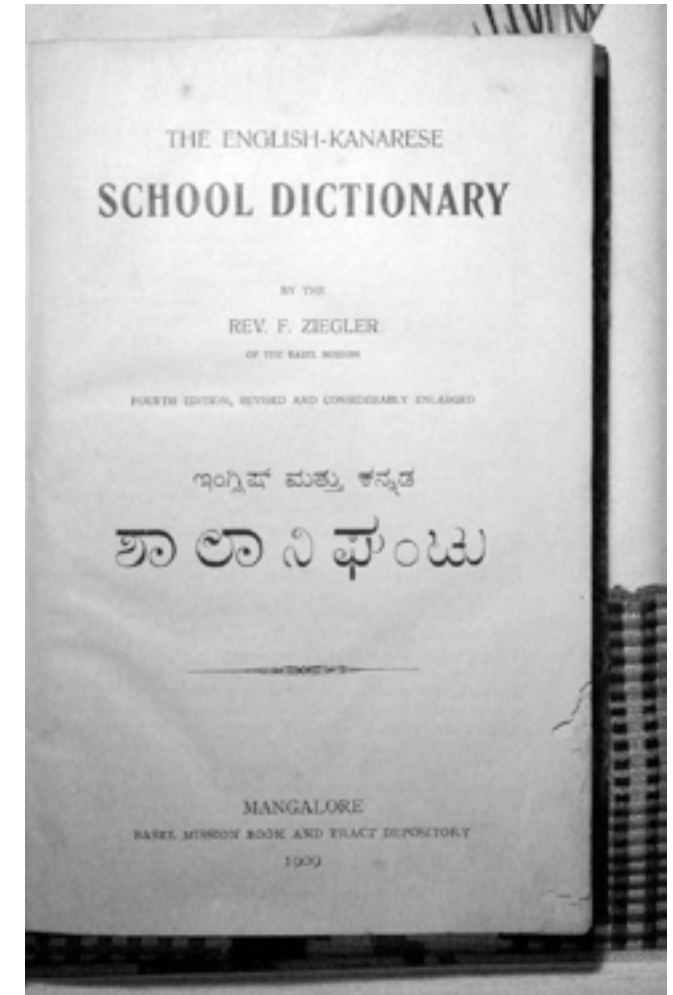 THE ENGLISH-KANARESE
SCHOOL DICTIONARY
BY THE
REV. F. ZIEGLER
OF THE BASEL MISSION
FOURTH EDITION, REVISED AND CONSIDERABLY ENLARGED
ಇಂಗ್ಲಿಷ್ ಮತ್ತು ಕನ್ನಡ
ಶಾಲಾನಿಘಂಟು
MANGALORE
BASEL MISSION BOOK AND TRACT DEPOSITORY
1909